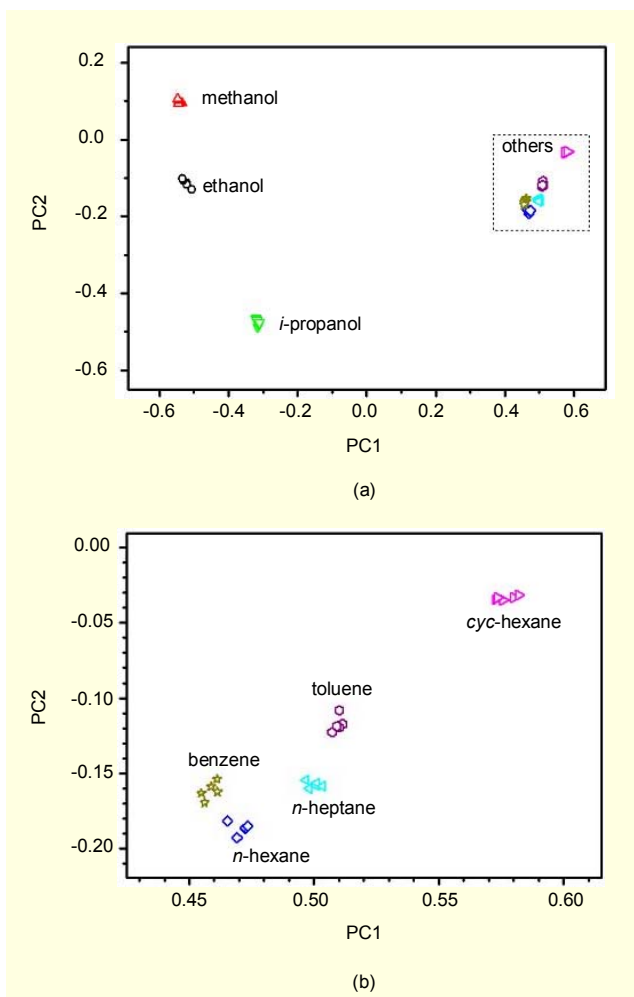 0.2
methanol
0.0
others
ethanol
PC2
-0.2
-0.4
i-propanol
-0.6
-0.6 -0.4 -0.2 0.0 0.2 0.4 0.6
PC1
(a)
0.00
-0.05
cyc-hexane
toluene
PC2
-0.10
benzene
-0.15
n-heptane
-0.20
n-hexane
0.45 0.50 0.55 0.60
PC1
(b)